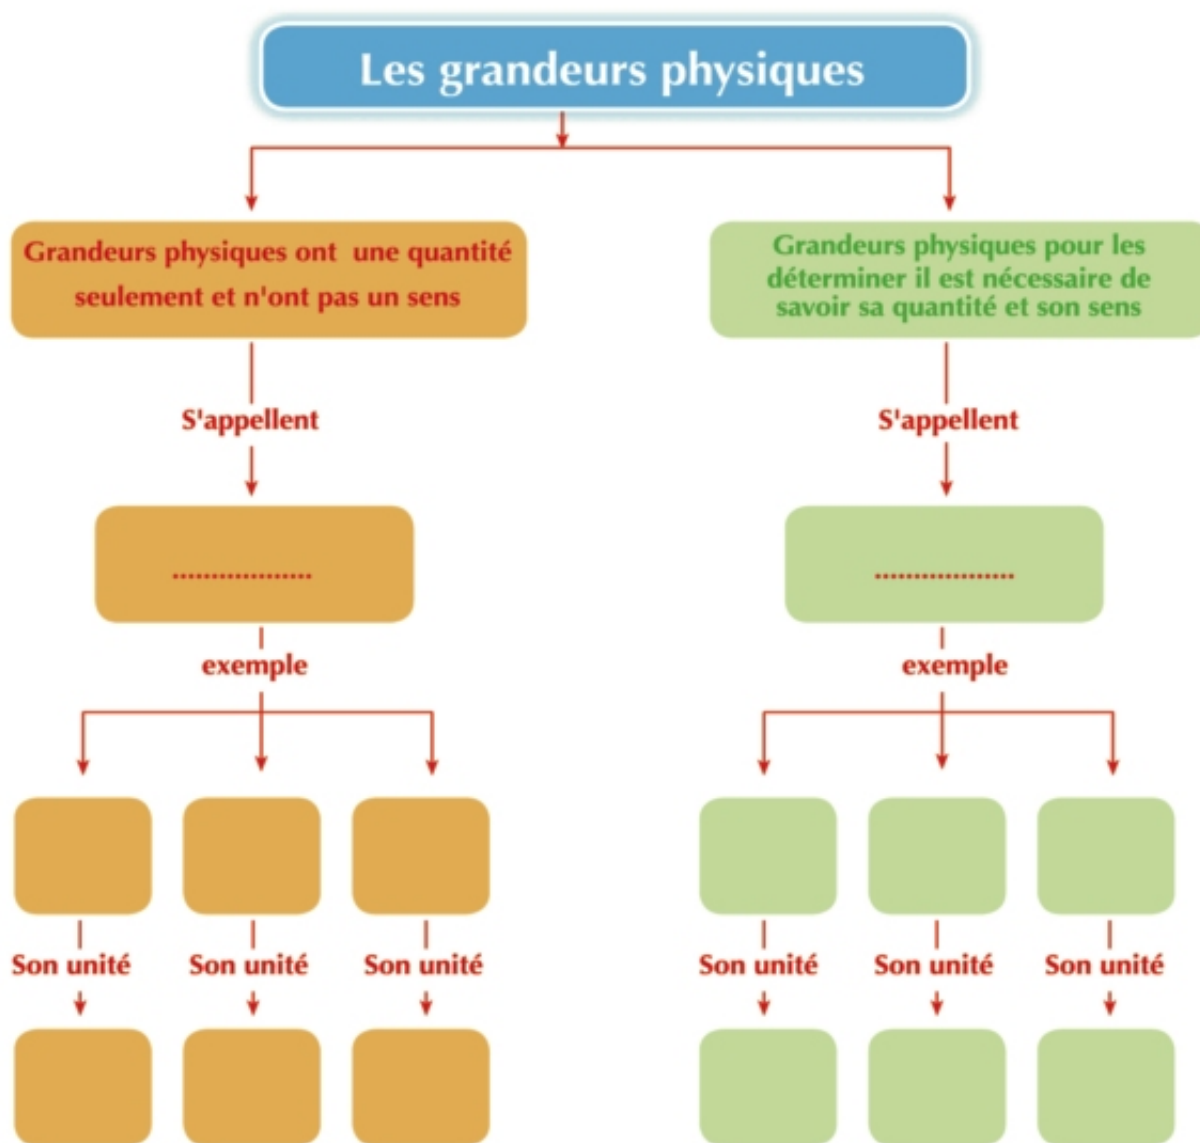 Les grandeurs physiques
Grandeurs physiques ont une quantité
seulement et n'ont pas un sens
Grandeurs physiques pour les
déterminer il est nécessaire de
savoir sa quantité et son sens
S'appellent
S'appellent
..................
..................
exemple
exemple
Son unité
Son unité
Son unité
Son unité
Son unité
Son unité